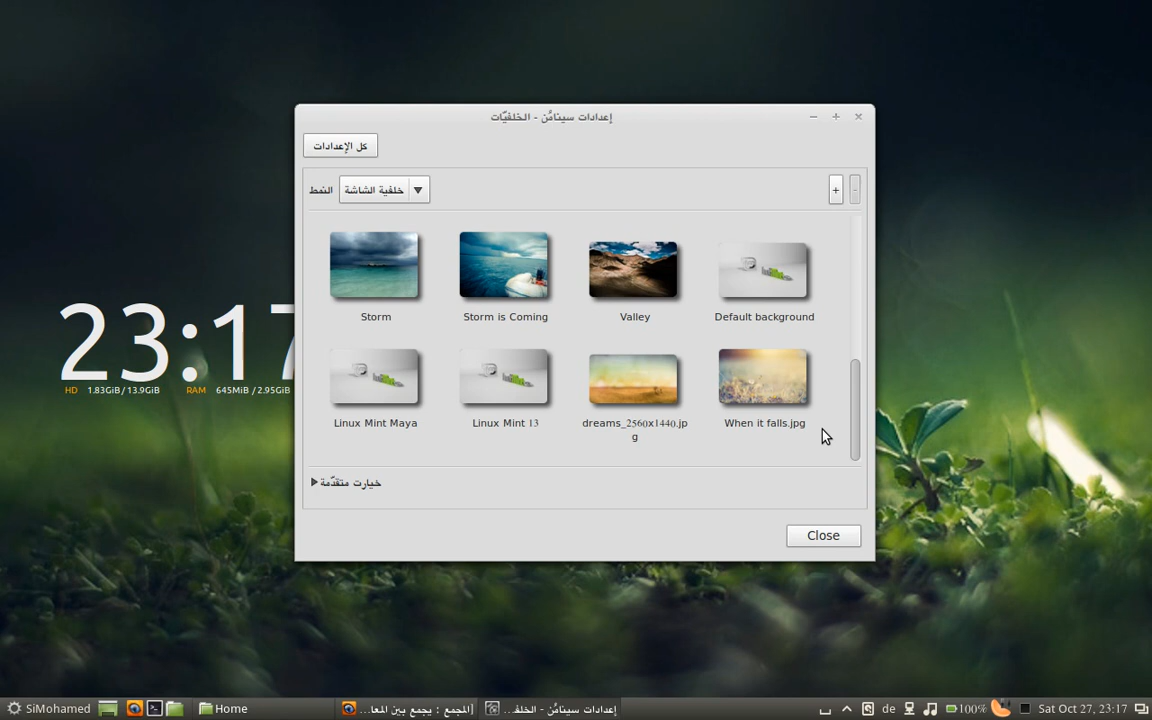 إعدادات سينامُّن - الخلفيّات
كل الإعدادات
النمط
خلفية الشاشة
+
-
Storm
Storm is Coming
Valley
Default background
Linux Mint Maya
Linux Mint 13
dreams_2560x1440.jp
g
When it falls.jpg
خيارت متقدّمة
Close
23:17
HD 1.83GiB/13.9GiB RAM 645MiB/2.95GiB
SiMohamed
Home
[المجمع : يجمع بين المعا...
إعدادات سينامُّن - الخلفـ...
de
100%
Sat Oct 27, 23:17